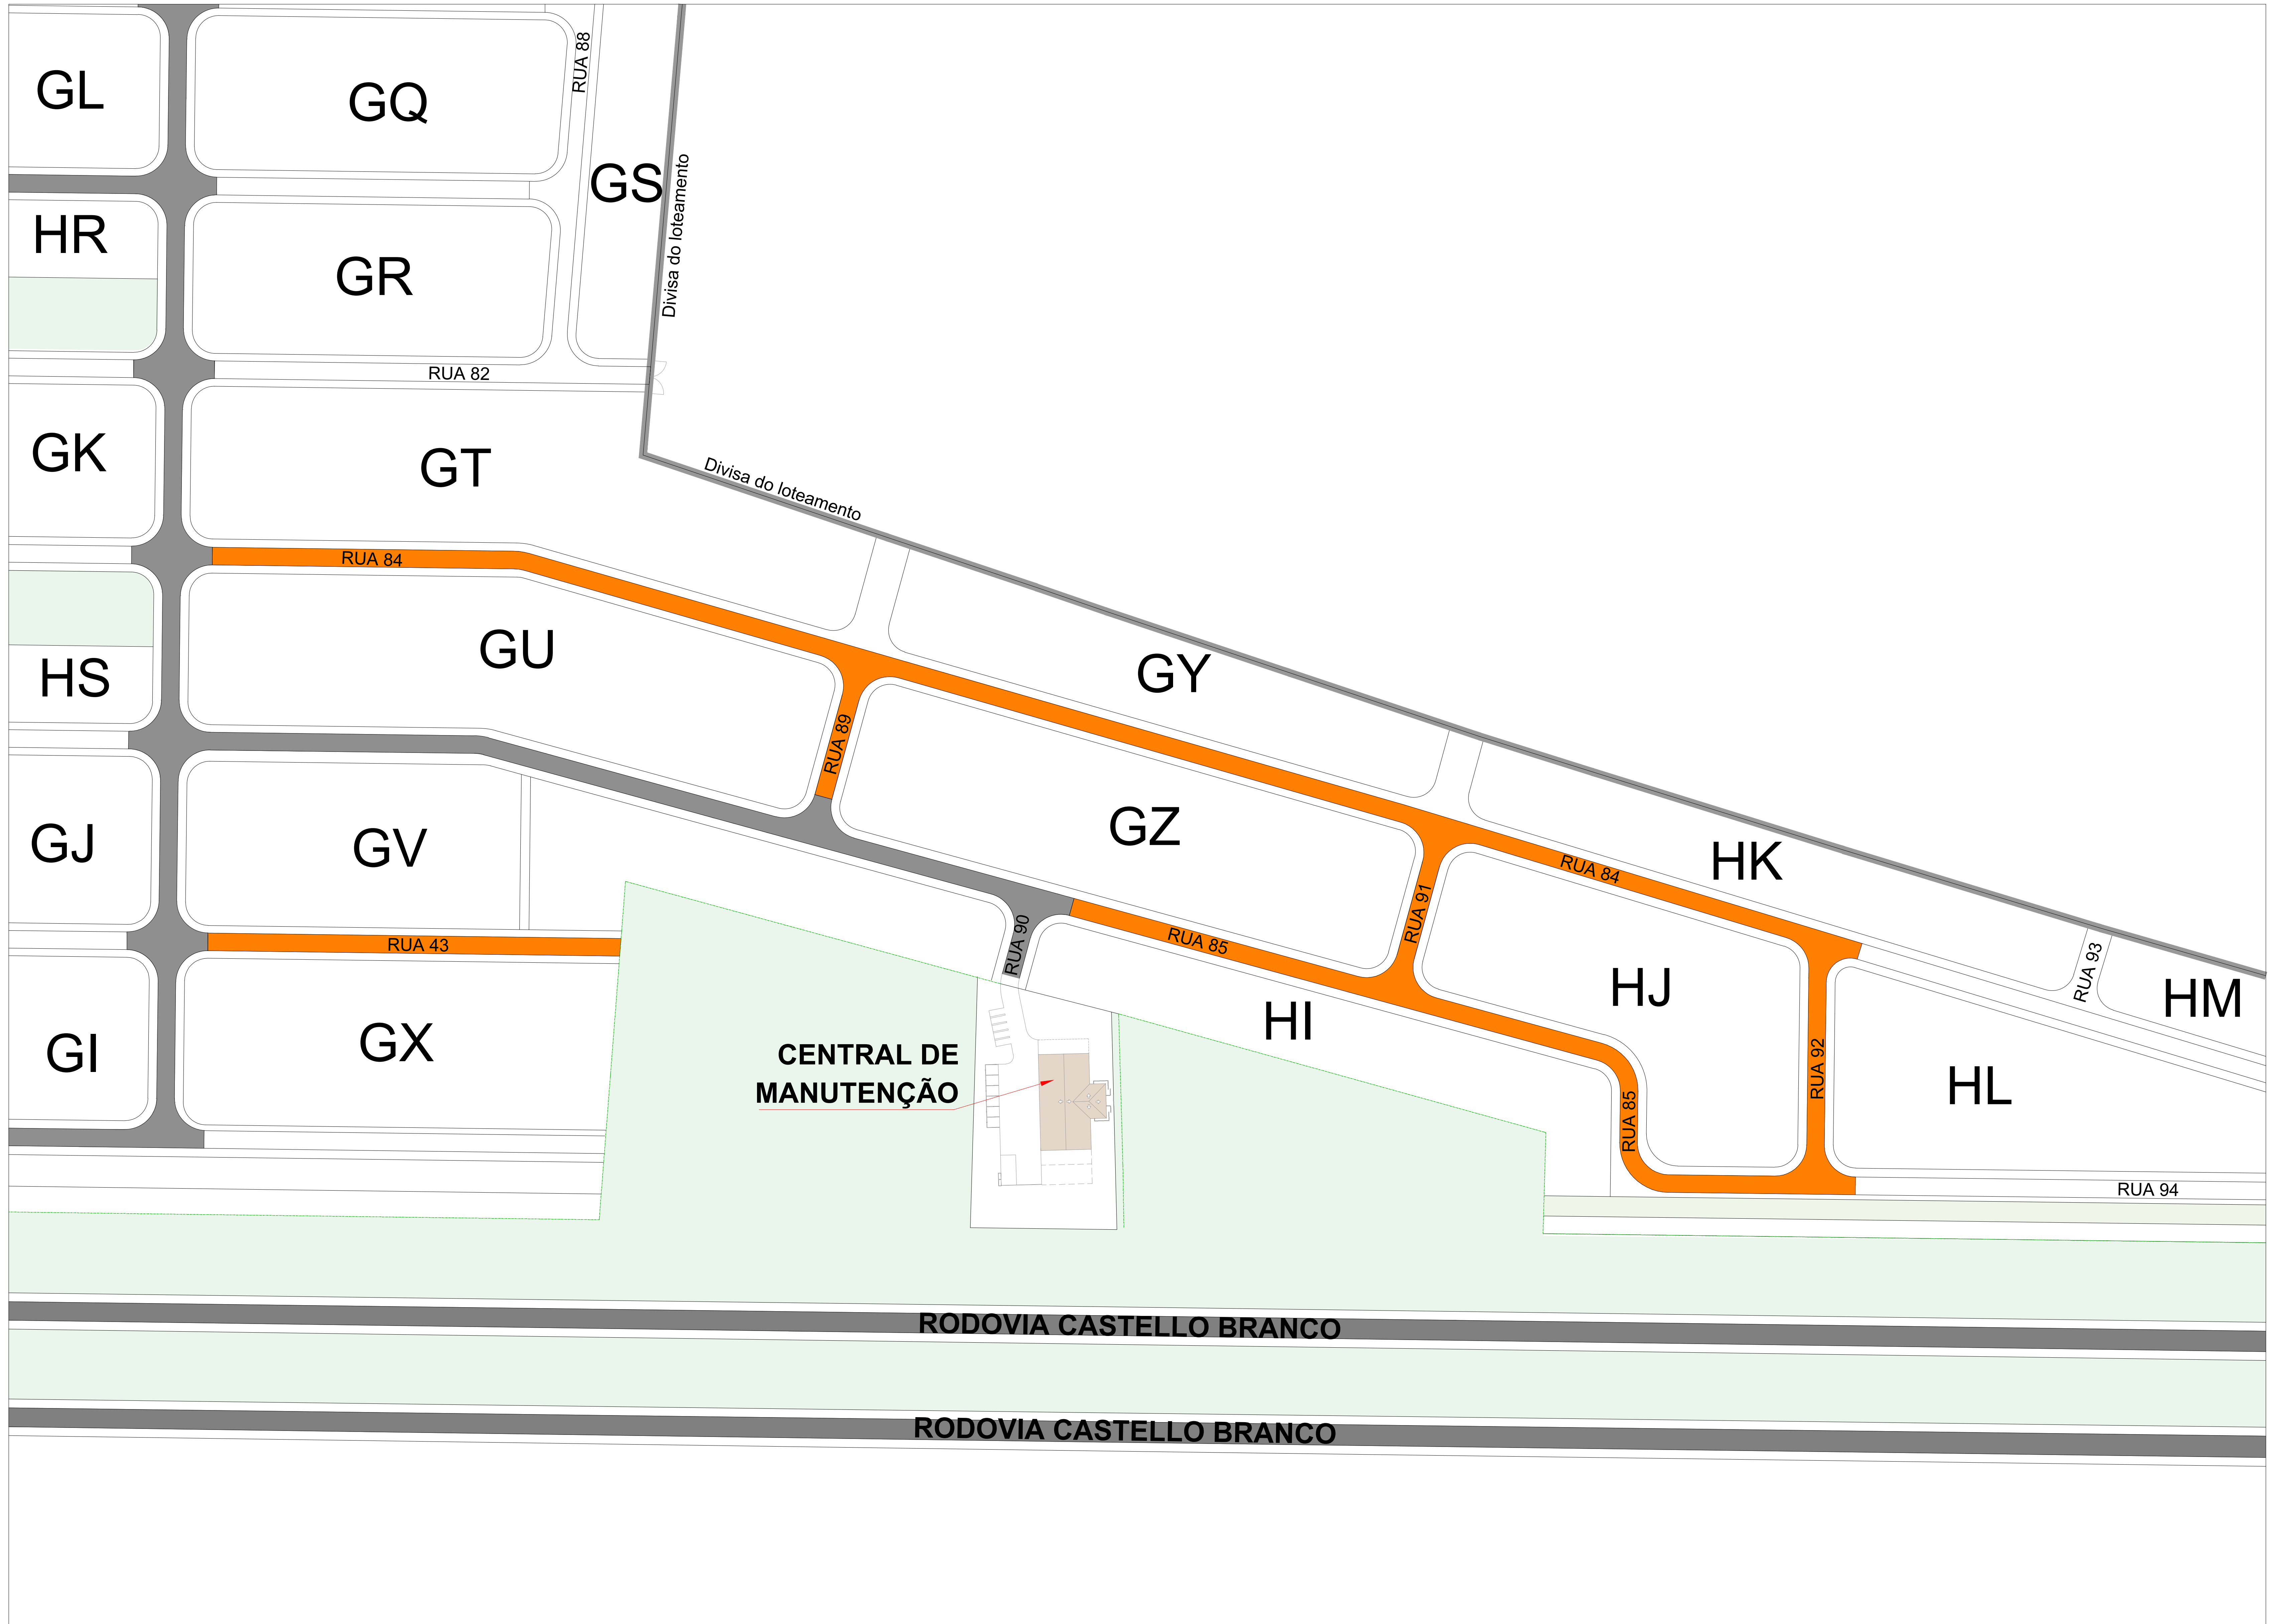 GL
GQ
RUA 88
GS
Divisa do loteamento
HR
GR
RUA 82
GK
GT
Divisa do loteamento
RUA 84
GU
HS
GY
RUA 89
GJ
GV
GZ
RUA 84
HK
RUA 91
RUA 43
RUA 90
RUA 85
HJ
RUA 93
HM
GI
GX
HI
CENTRAL DE
MANUTENÇÃO
RUA 92
HL
RUA 85
RUA 94
RODOVIA CASTELLO BRANCO
RODOVIA CASTELLO BRANCO